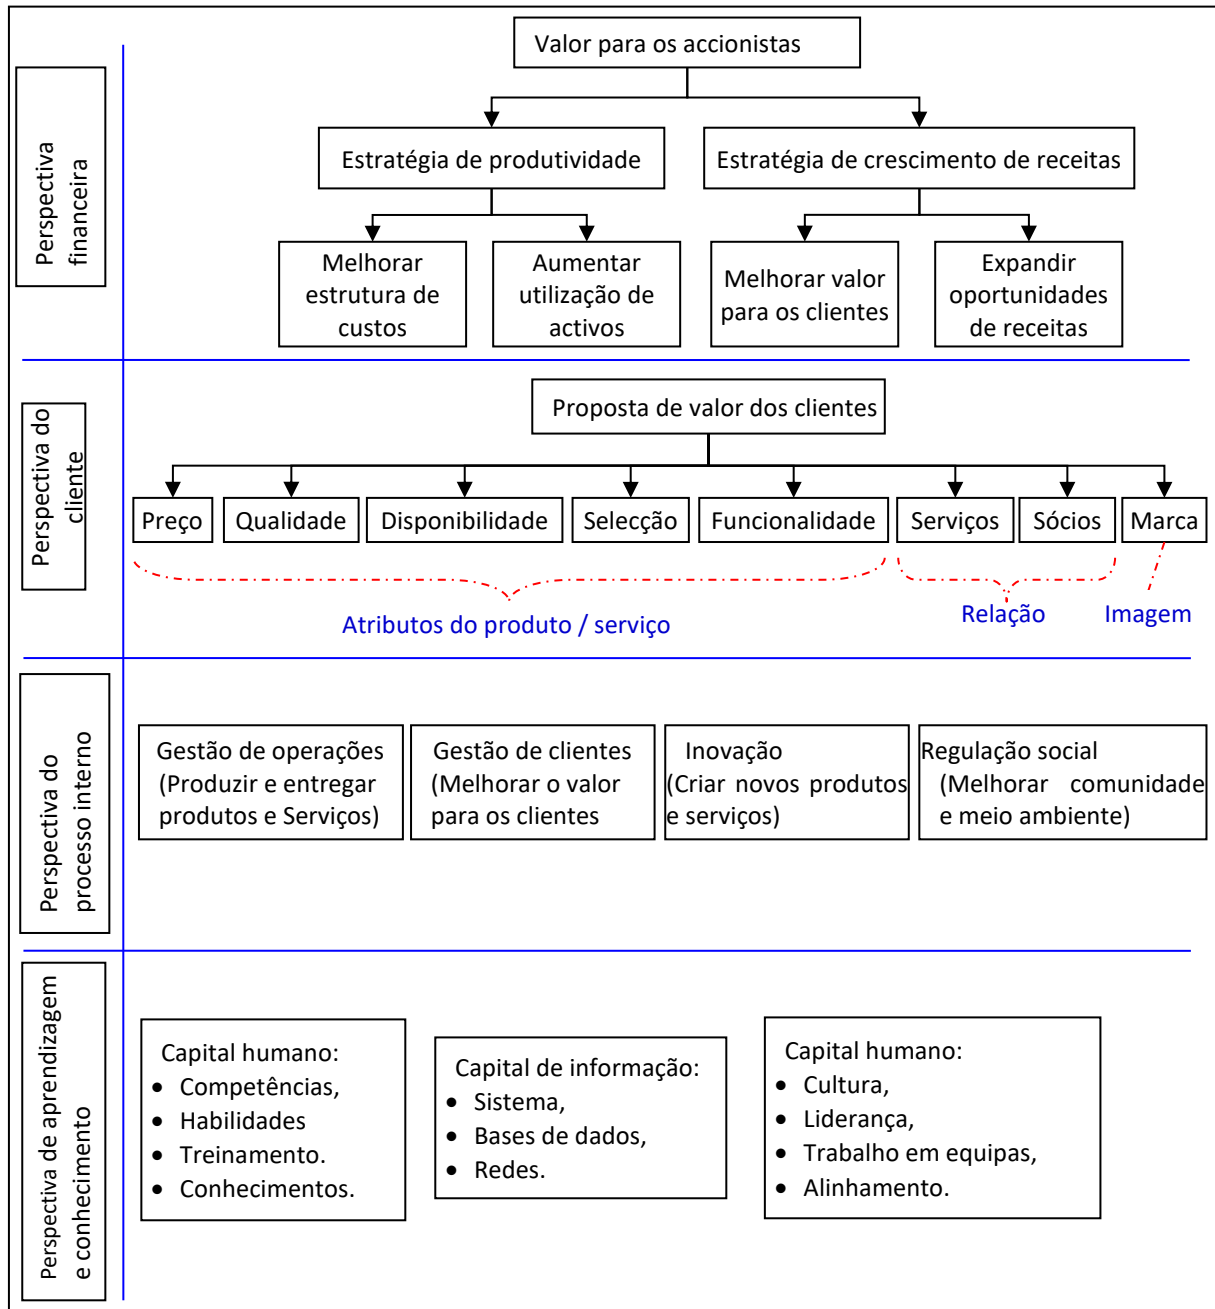 Valor para os accionistas
Perspectiva
financeira
Estratégia de produtividade
Estratégia de crescimento de receitas
Melhorar
estrutura de
custos
Aumentar
utilização de
activos
Melhorar valor
para os clientes
Expandir
oportunidades
de receitas
Perspectiva do
cliente
Proposta de valor dos clientes
Preço
Qualidade
Disponibilidade
Selecção
Funcionalidade
Serviços
Sócios
Marca
Atributos do produto / serviço
Relação
Imagem
Perspectiva do
processo interno
Gestão de operações
(Produzir e entregar
produtos e Serviços)
Gestão de clientes
(Melhorar o valor
para os clientes
Inovação
(Criar novos produtos
e serviços)
Regulação social
(Melhorar comunidade
e meio ambiente)
Perspectiva de aprendizagem
e conhecimento
Capital humano:
• Competências,
• Habilidades
• Treinamento.
• Conhecimentos.
Capital de informação:
• Sistema,
• Bases de dados,
• Redes.
Capital humano:
• Cultura,
• Liderança,
• Trabalho em equipas,
• Alinhamento.